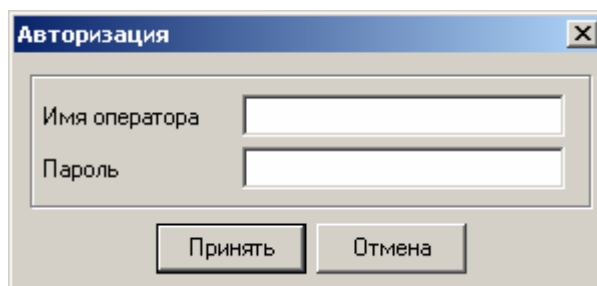 Авторизация
Имя оператора
Пароль
Принять Отмена